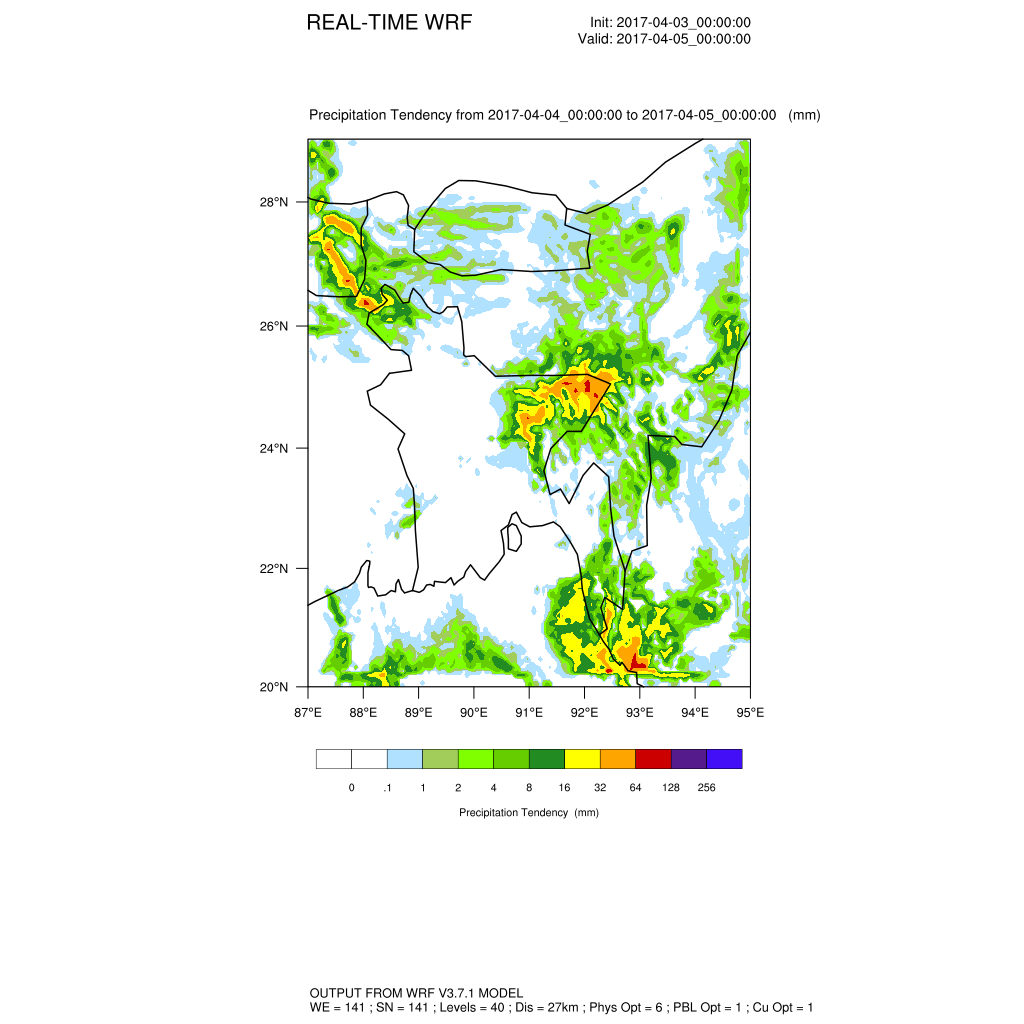 REAL-TIME WRF
Init: 2017-04-03_00:00:00
Valid: 2017-04-05_00:00:00
Precipitation Tendency from 2017-04-04_00:00:00 to 2017-04-05_00:00:00 (mm)
28°N
26°N
24°N
22°N
20°N
87°E 88°E 89°E 90°E 91°E 92°E 93°E 94°E 95°E
0 .1 1 2 4 8 16 32 64 128 256
Precipitation Tendency (mm)
OUTPUT FROM WRF V3.7.1 MODEL
WE = 141 ; SN = 141 ; Levels = 40 ; Dis = 27km ; Phys Opt = 6 ; PBL Opt = 1 ; Cu Opt = 1